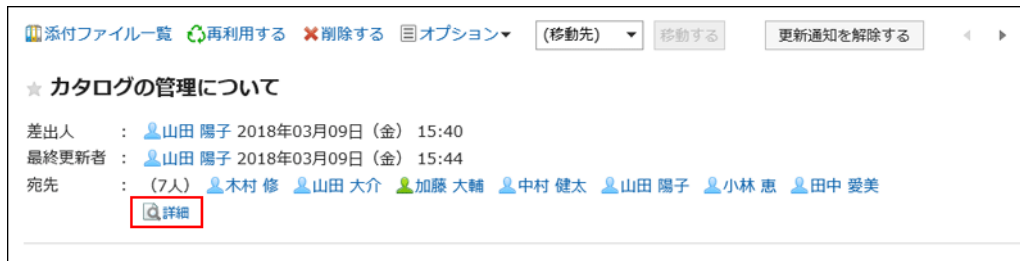 添付ファイル一覧 再利用する 削除する オプション▼ (移動先) ▼ 移動する 更新通知を解除する
カタログの管理について
差出人 : 山田 陽子 2018年03月09日（金） 15:40
最終更新者 : 山田 陽子 2018年03月09日（金） 15:44
宛先 : (7人) 木村 修 山田 大介 加藤 大輔 中村 健太 山田 陽子 小林 恵 田中 愛美
詳細